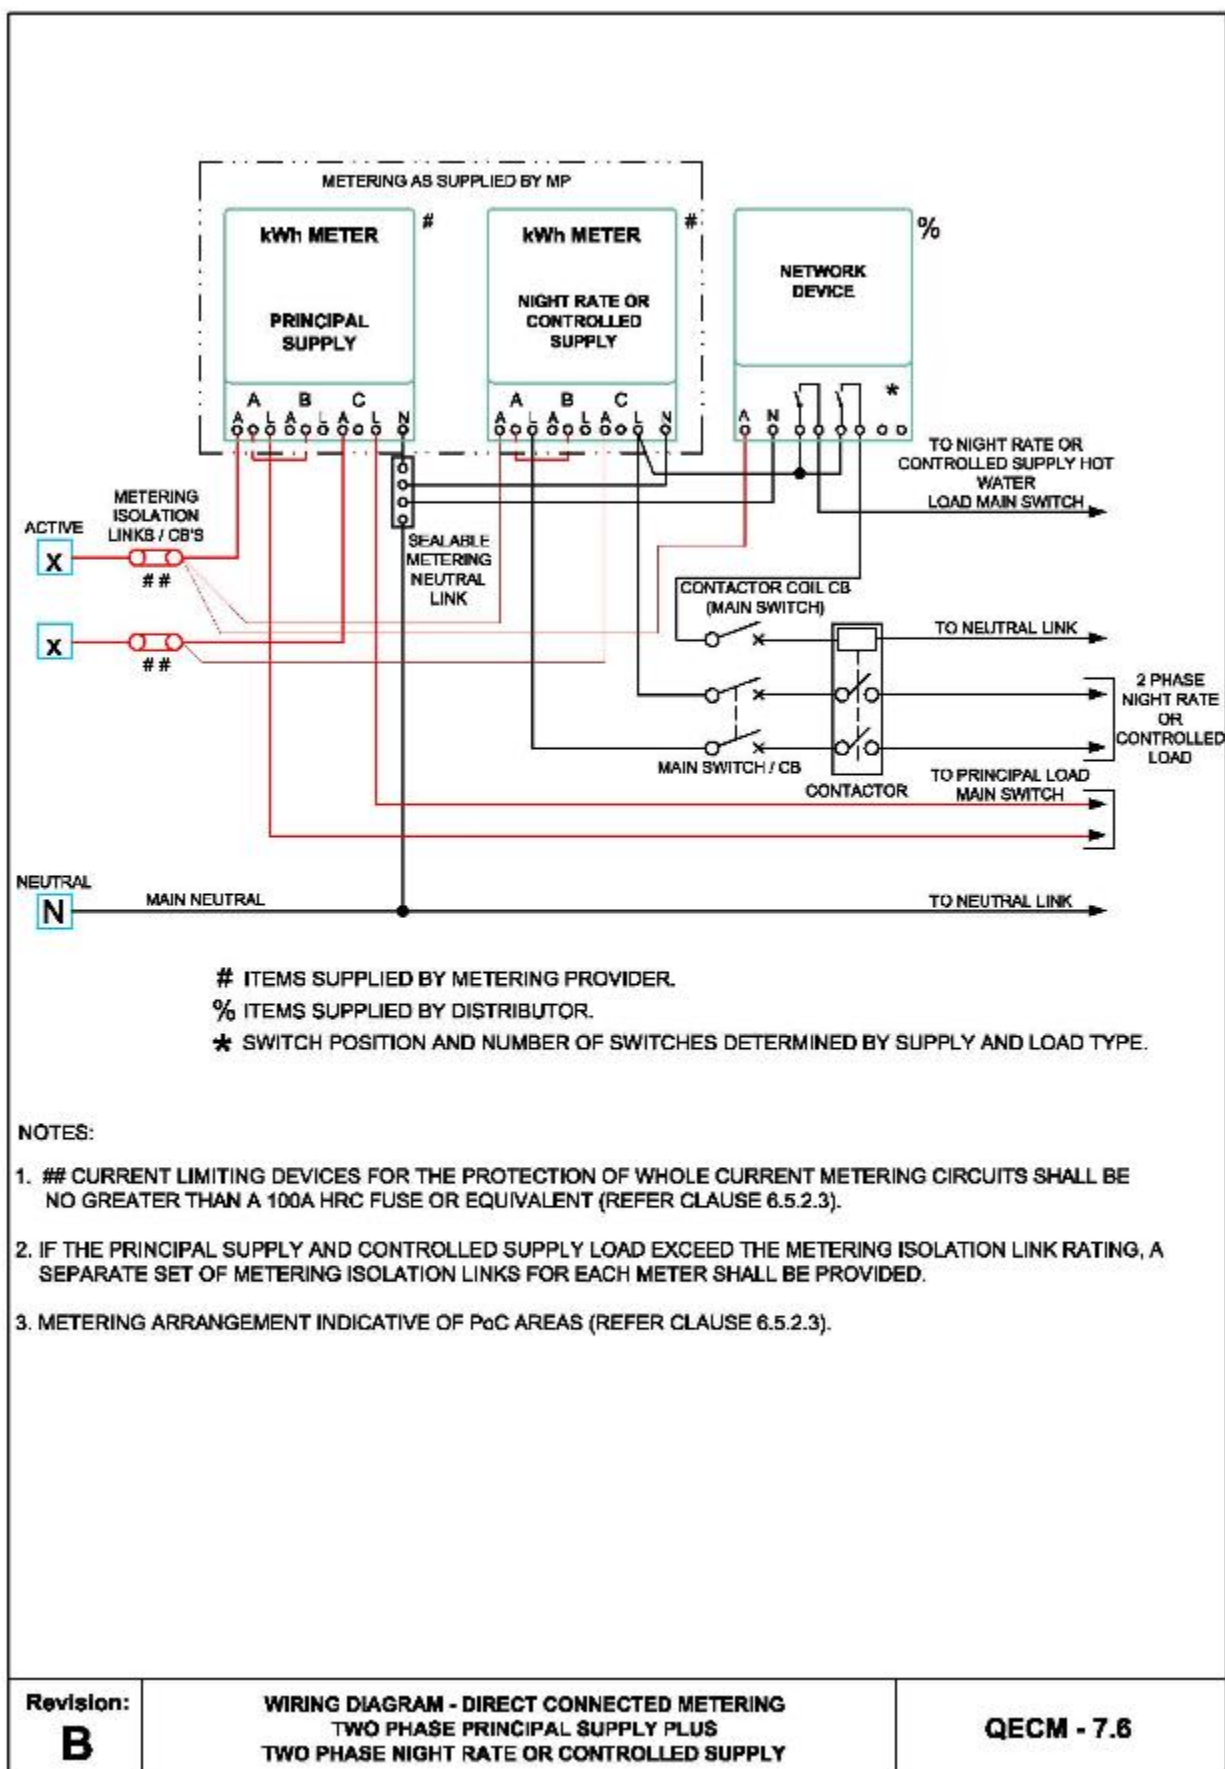 METERING AS SUPPLIED BY MP
kWh METER
#
PRINCIPAL
SUPPLY
A B C
A L A L A L N
kWh METER
#
NIGHT RATE OR
CONTROLLED
SUPPLY
A B C
A L A L A L N
NETWORK
DEVICE
%
*
A N
TO NIGHT RATE OR
CONTROLLED SUPPLY HOT
WATER
LOAD MAIN SWITCH
METERING
ISOLATION
LINKS / CB'S
ACTIVE
X
##
SEALABLE
METERING
NEUTRAL
LINK
CONTACTOR COIL CB
(MAIN SWITCH)
TO NEUTRAL LINK
X
##
2 PHASE
NIGHT RATE
OR
CONTROLLED
LOAD
MAIN SWITCH / CB
CONTACTOR
TO PRINCIPAL LOAD
MAIN SWITCH
NEUTRAL
N
MAIN NEUTRAL
TO NEUTRAL LINK
# ITEMS SUPPLIED BY METERING PROVIDER.
% ITEMS SUPPLIED BY DISTRIBUTOR.
* SWITCH POSITION AND NUMBER OF SWITCHES DETERMINED BY SUPPLY AND LOAD TYPE.
NOTES:
1. ## CURRENT LIMITING DEVICES FOR THE PROTECTION OF WHOLE CURRENT METERING CIRCUITS SHALL BE
NO GREATER THAN A 100A HRC FUSE OR EQUIVALENT (REFER CLAUSE 6.5.2.3).
2. IF THE PRINCIPAL SUPPLY AND CONTROLLED SUPPLY LOAD EXCEED THE METERING ISOLATION LINK RATING, A
SEPARATE SET OF METERING ISOLATION LINKS FOR EACH METER SHALL BE PROVIDED.
3. METERING ARRANGEMENT INDICATIVE OF PoC AREAS (REFER CLAUSE 6.5.2.3).
Revision:
B
WIRING DIAGRAM - DIRECT CONNECTED METERING
TWO PHASE PRINCIPAL SUPPLY PLUS
TWO PHASE NIGHT RATE OR CONTROLLED SUPPLY
QECM - 7.6